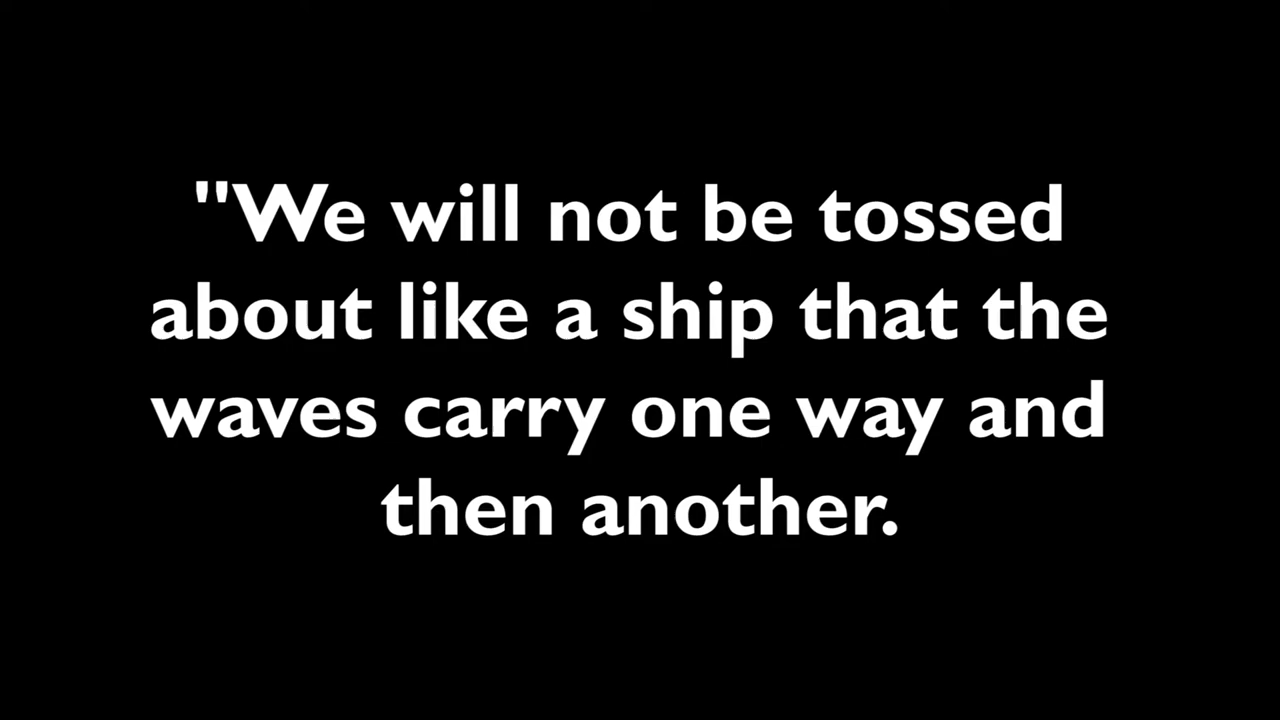 "We will not be tossed
about like a ship that the
waves carry one way and
then another.